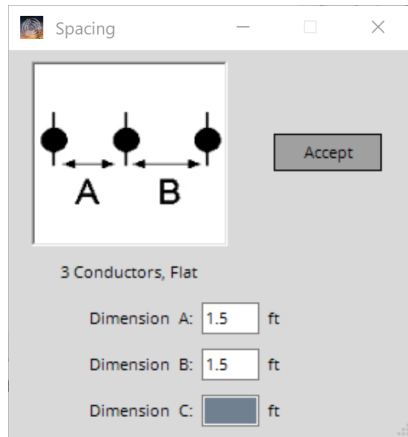 Spacing
A B
Accept
3 Conductors, Flat
Dimension A: 1.5 ft
Dimension B: 1.5 ft
Dimension C: ft